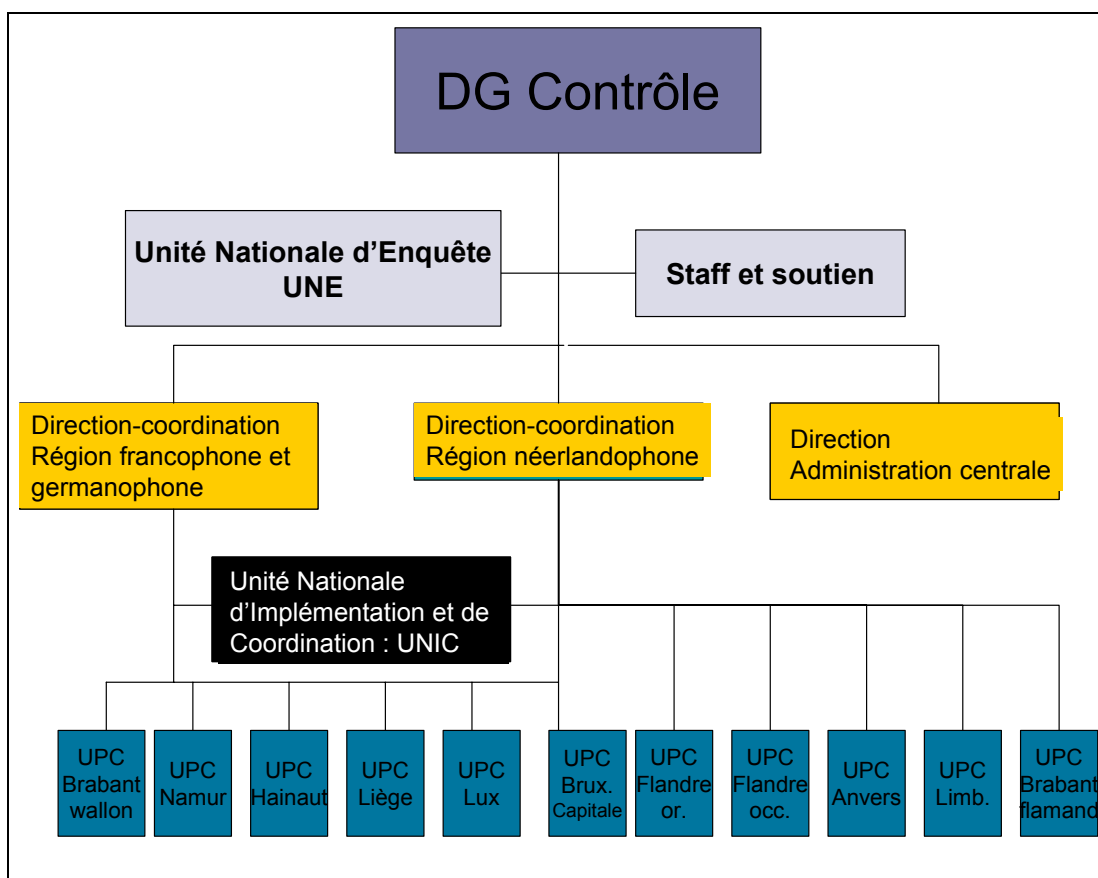 DG Contrôle
Unité Nationale d’Enquête
UNE
Staff et soutien
Direction-coordination
Région francophone et
germanophone
Direction-coordination
Région néerlandophone
Direction
Administration centrale
Unité Nationale
d’Implémentation et de
Coordination : UNIC
UPC
Brabant
wallon
UPC
Namur
UPC
Hainaut
UPC
Liège
UPC
Lux
UPC
Brux.
Capitale
UPC
Flandre
or.
UPC
Flandre
occ.
UPC
Anvers
UPC
Limb.
UPC
Brabant
flamand